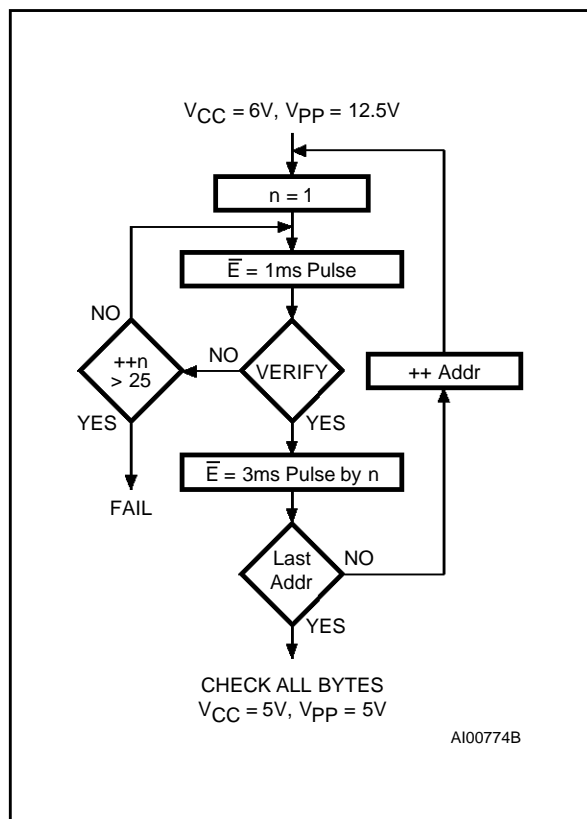 VCC = 6V, VPP = 12.5V
n = 1
E̅ = 1ms Pulse
NO
++n
> 25
NO
VERIFY
++ Addr
YES
YES
E̅ = 3ms Pulse by n
FAIL
Last
Addr
NO
YES
CHECK ALL BYTES
VCC = 5V, VPP = 5V
AI00774B